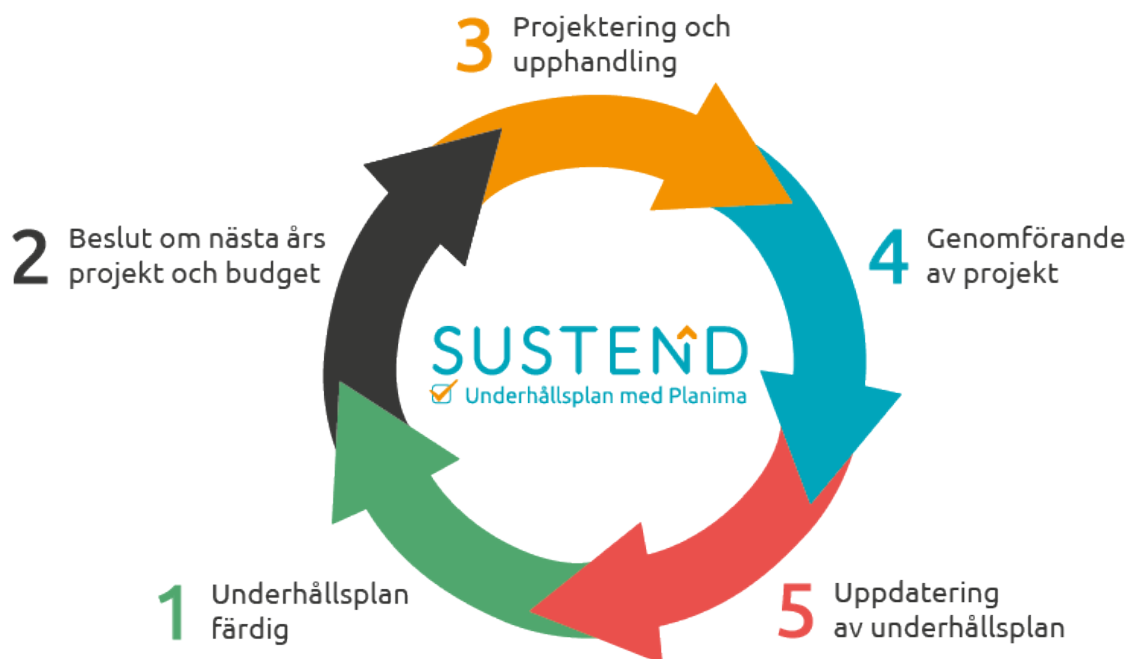 3 Projektering och
upphandling
2 Beslut om nästa års
projekt och budget
4 Genomförande
av projekt
SUSTEND
Underhållsplan med Planima
1 Underhållsplan
färdig
5 Uppdatering
av underhållsplan